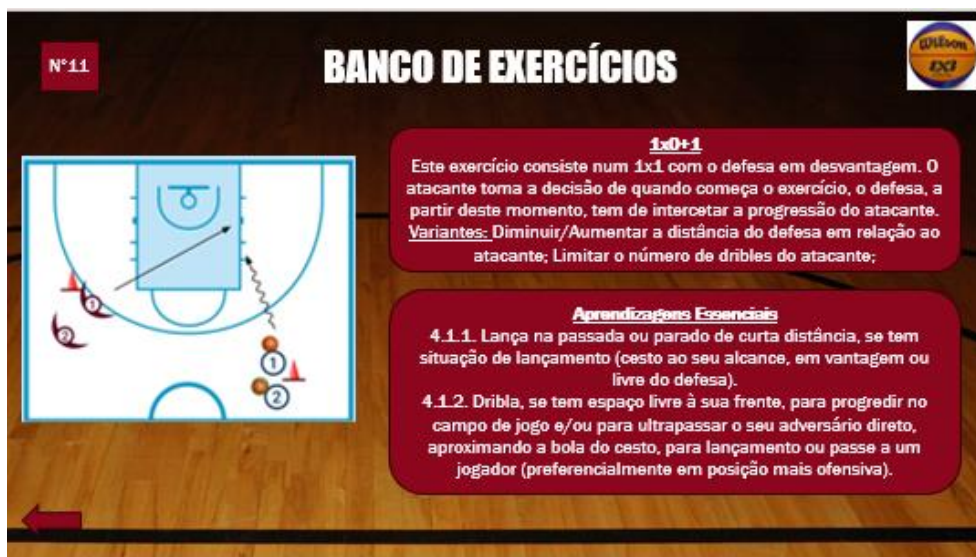 Nº11
BANCO DE EXERCÍCIOS
Wilson
3X3
1x0+1
Este exercício consiste num 1x1 com o defesa em desvantagem. O
atacante toma a decisão de quando começa o exercício, o defesa, a
partir deste momento, tem de intercetar a progressão do atacante.
Variantes: Diminuir/Aumentar a distância do defesa em relação ao
atacante; Limitar o número de dribles do atacante;
1
2
1
2
Aprendizagens Essenciais
4.1.1. Lança na passada ou parado de curta distância, se tem
situação de lançamento (cesto ao seu alcance, em vantagem ou
livre do defesa).
4.1.2. Dribla, se tem espaço livre à sua frente, para progredir no
campo de jogo e/ou para ultrapassar o seu adversário direto,
aproximando a bola do cesto, para lançamento ou passe a um
jogador (preferencialmente em posição mais ofensiva).